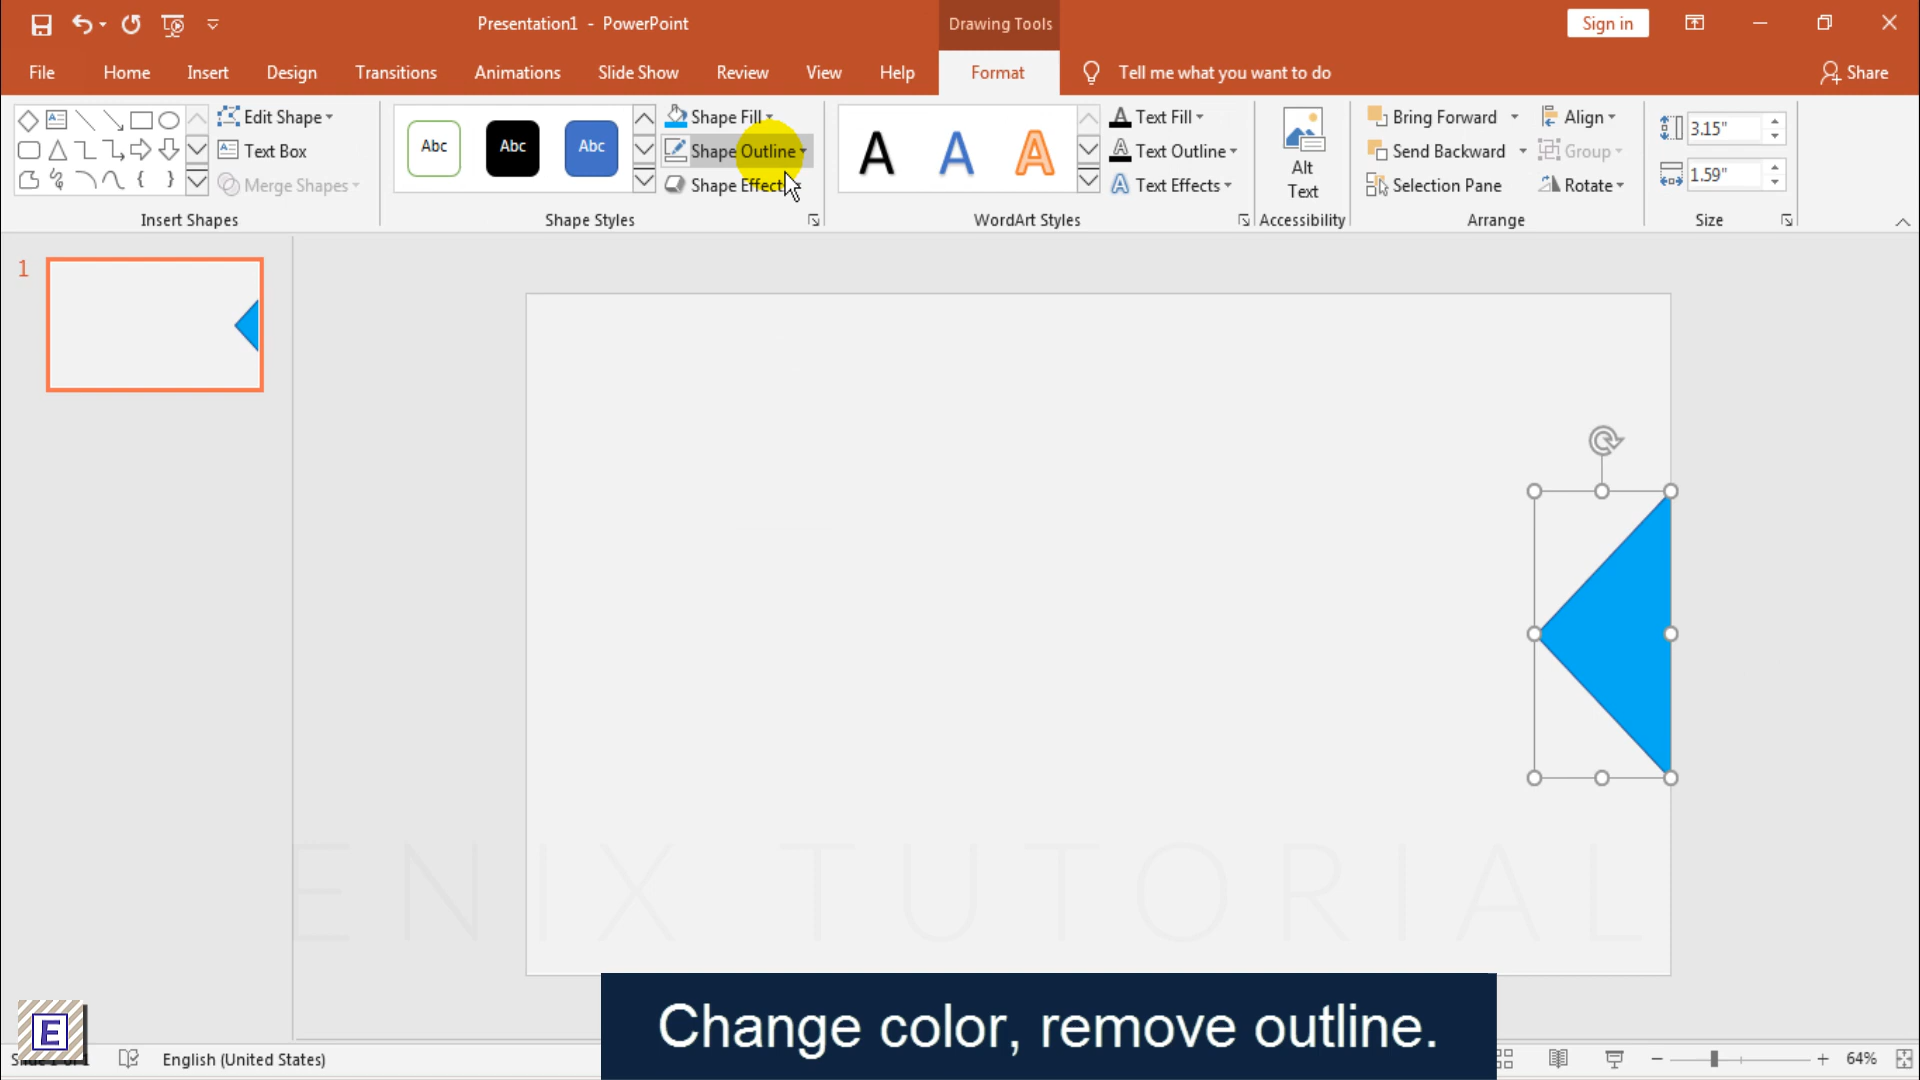 Presentation1 - PowerPoint
Drawing Tools
Sign in
File Home Insert Design Transitions Animations Slide Show Review View Help Format Tell me what you want to do Share
Edit Shape
Text Box
Merge Shapes
Insert Shapes
Abc Abc Abc
Shape Fill
Shape Outline
Shape Effects
Shape Styles
A A A
Text Fill
Text Outline
Text Effects
WordArt Styles
Alt
Text
Accessibility
Bring Forward
Send Backward
Selection Pane
Align
Group
Rotate
Arrange
3.15"
1.59"
Size
1
ENIX TUTORIAL
Change color, remove outline.
E
Slide 1 of 1
English (United States)
64%